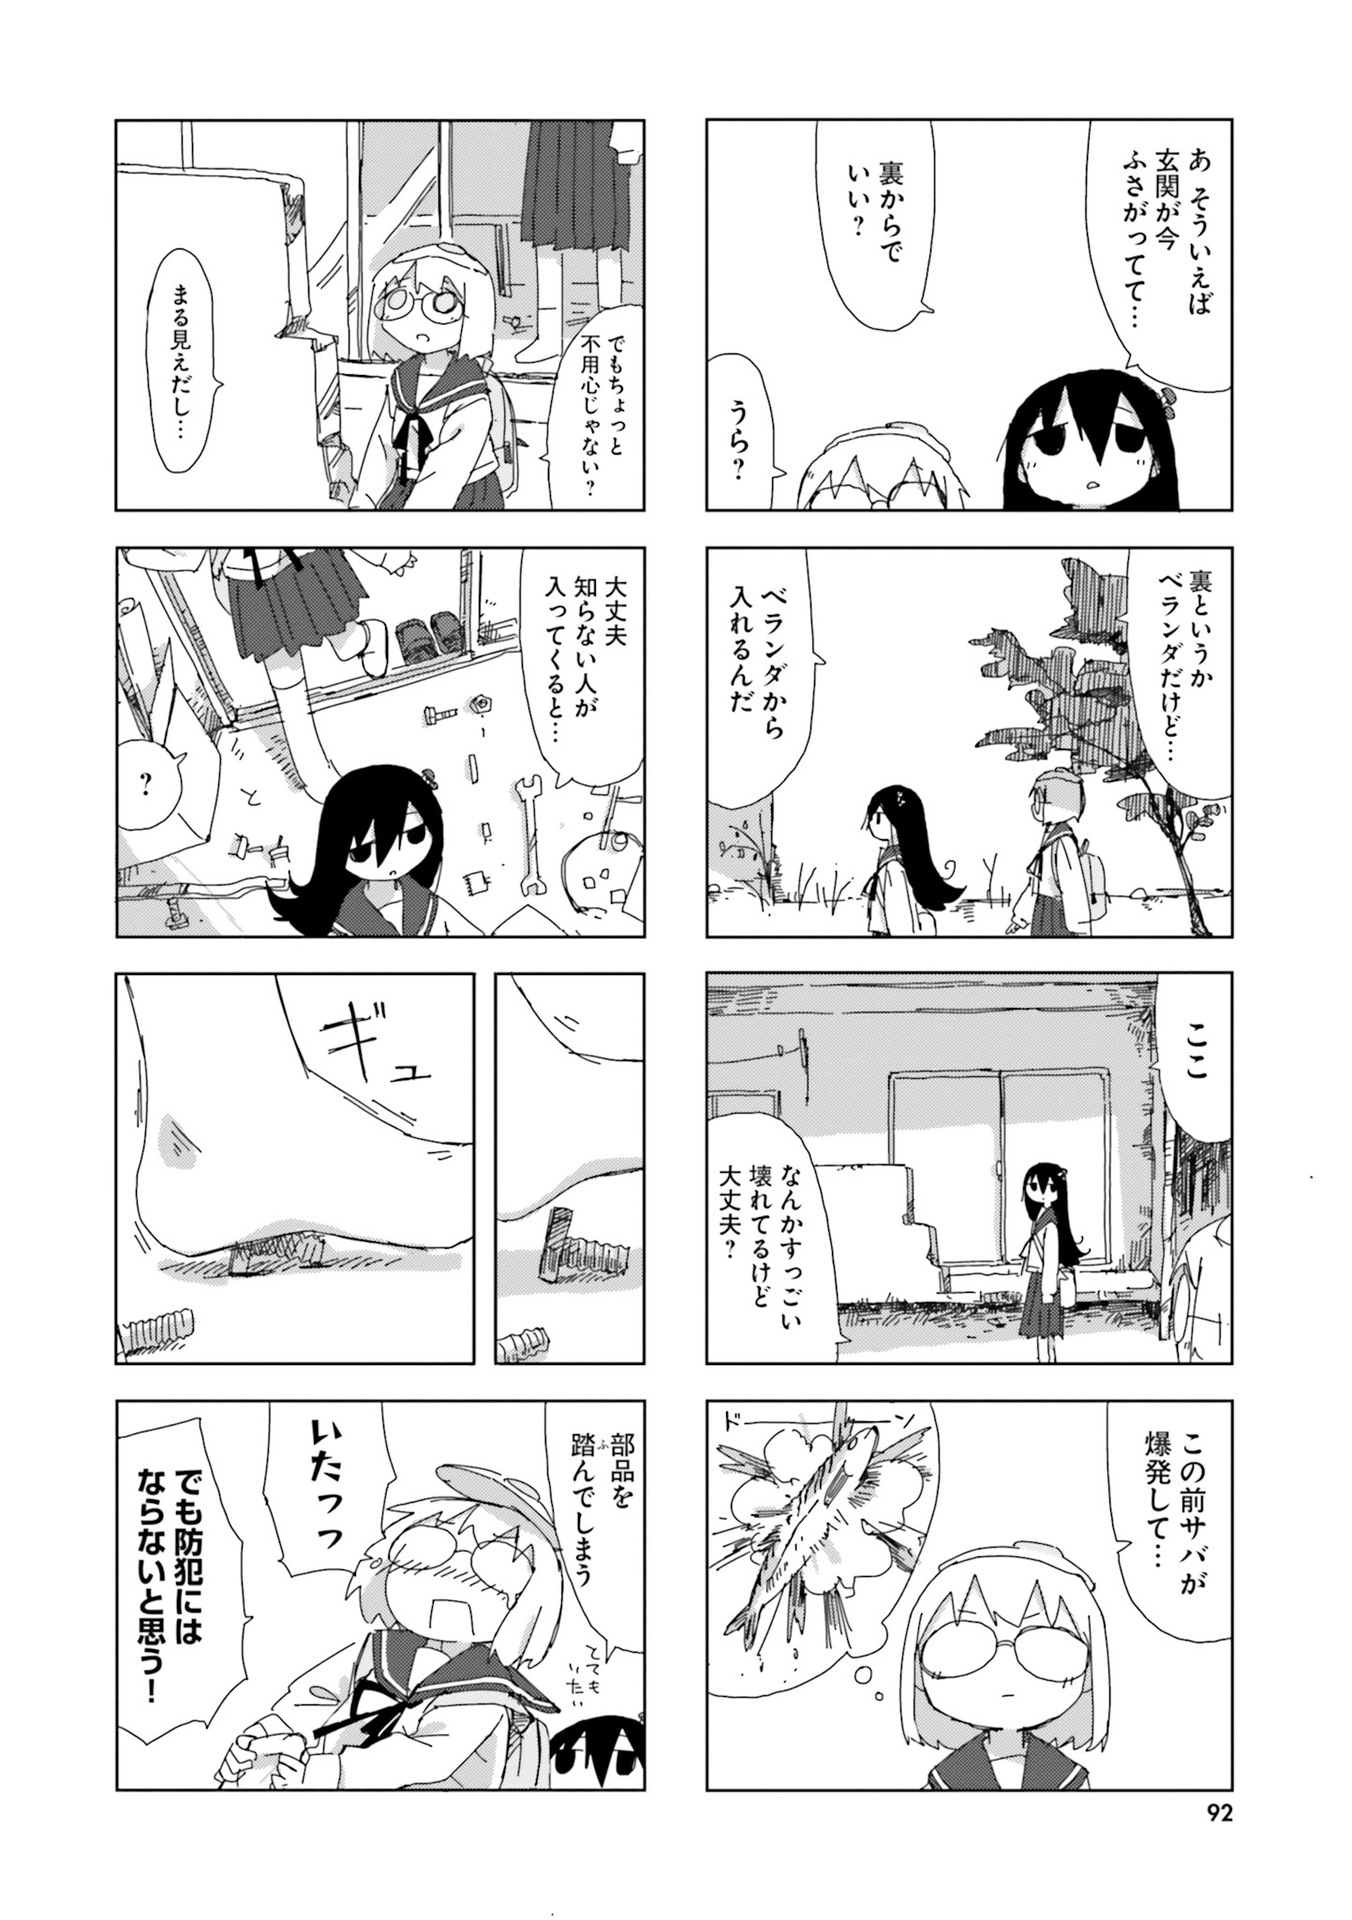 あ そういえば
玄関が今
ふさがってて…
裏からで
いい?
うら?
裏というか
ベランダだけど…
ベランダから
入れるんだ
ここ
なんかすっごい
壊れてるけど
大丈夫?
この前サバが
爆発して…
ドーン
でもちょっと
不用心じゃない?
まる見えだし…
大丈夫
知らない人が
入ってくると…
?
と
ギュ
部品を
踏んでしまう
ふ
とても
いたい
いたっっ
でも防犯には
ならないと思う!
92